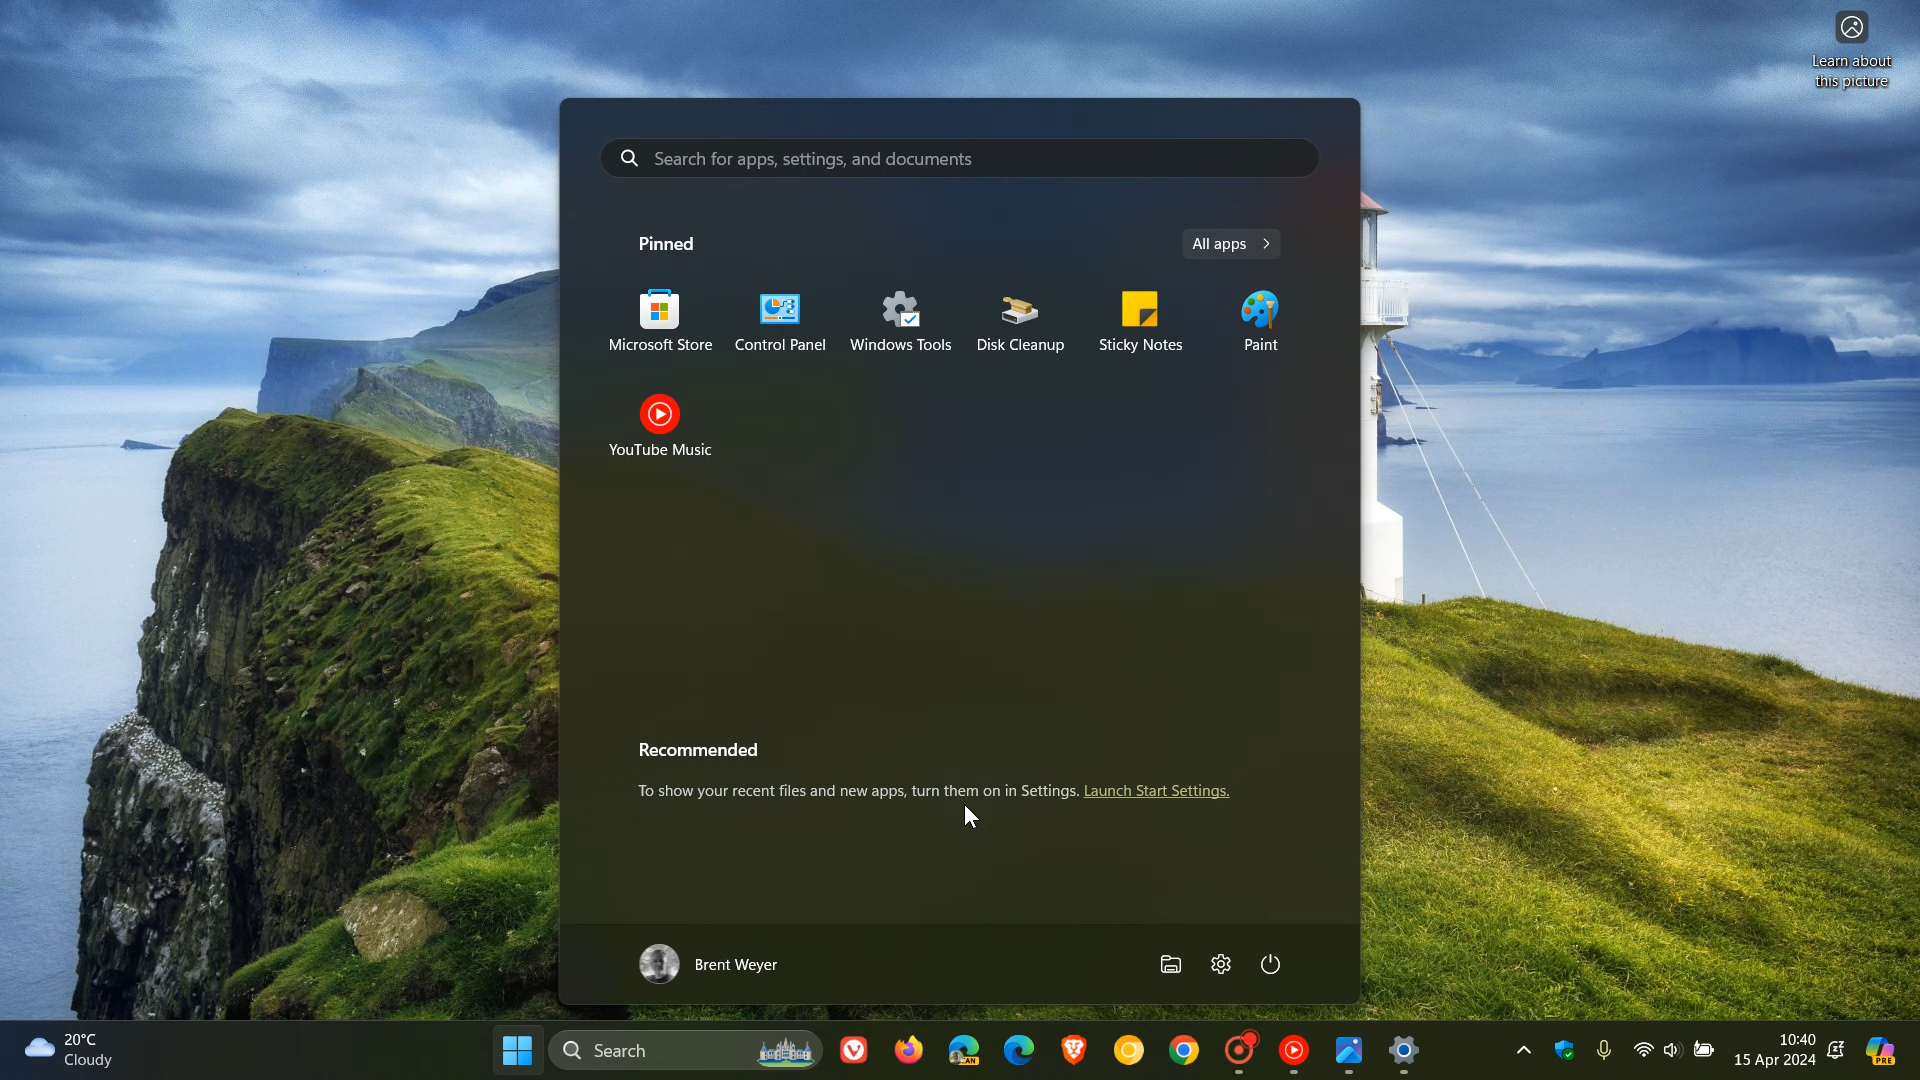 Learn about
this picture
Search for apps, settings, and documents
Pinned
All apps
Microsoft Store
Control Panel
Windows Tools
Disk Cleanup
Sticky Notes
Paint
YouTube Music
Recommended
To show your recent files and new apps, turn them on in Settings. Launch Start Settings.
Brent Weyer
20°C
Cloudy
Search
CAN
10:40
15 Apr 2024
PRE